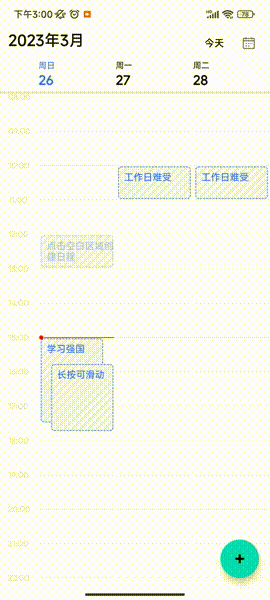 下午3:00
78
2023年3月
今天
周日
周一
周二
26
27
28
08:00
09:00
10:00
工作日难受
工作日难受
11:00
12:00
点击空白区域创
建日程
13:00
14:00
15:00
学习强国
16:00
长按可滑动
17:00
18:00
19:00
20:00
21:00
22:00
+